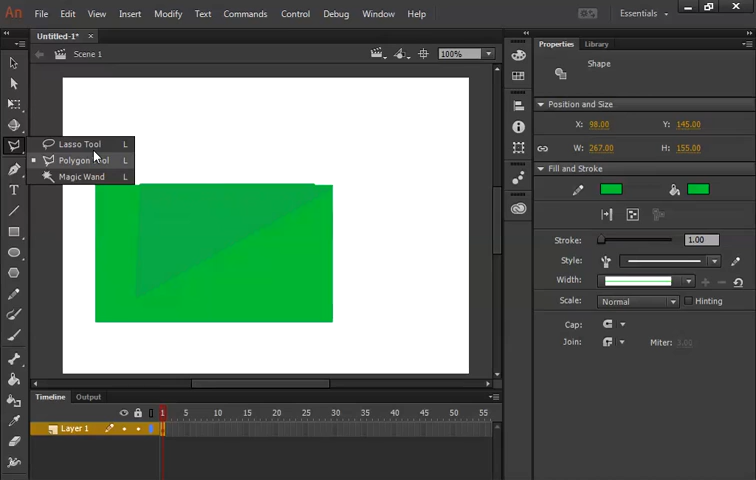 An File Edit View Insert Modify Text Commands Control Debug Window Help Essentials
Untitled-1* ×
Scene 1 100%
Lasso Tool L
Polygon Tool L
Magic Wand L
Properties Library
Shape
Position and Size
X: 98.00 Y: 145.00
W: 267.00 H: 155.00
Fill and Stroke
Stroke: 1.00
Style:
Width:
Scale: Normal Hinting
Cap:
Join: Miter: 3.00
Timeline Output
1 5 10 15 20 25 30 35 40 45 50 55
Layer 1